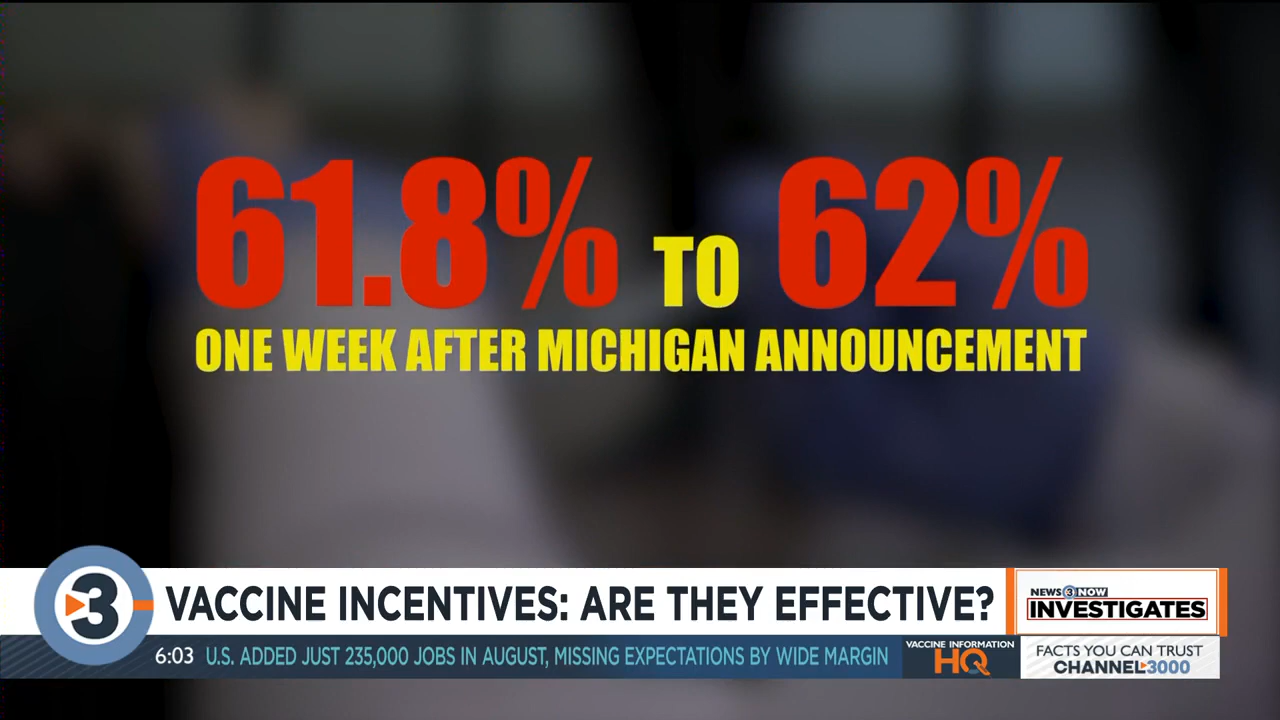 61.8% TO 62%
ONE WEEK AFTER MICHIGAN ANNOUNCEMENT
3 VACCINE INCENTIVES: ARE THEY EFFECTIVE?
NEWS 3 NOW
INVESTIGATES
6:03 U.S. ADDED JUST 235,000 JOBS IN AUGUST, MISSING EXPECTATIONS BY WIDE MARGIN
VACCINE INFORMATION
HQ
FACTS YOU CAN TRUST
CHANNEL3000